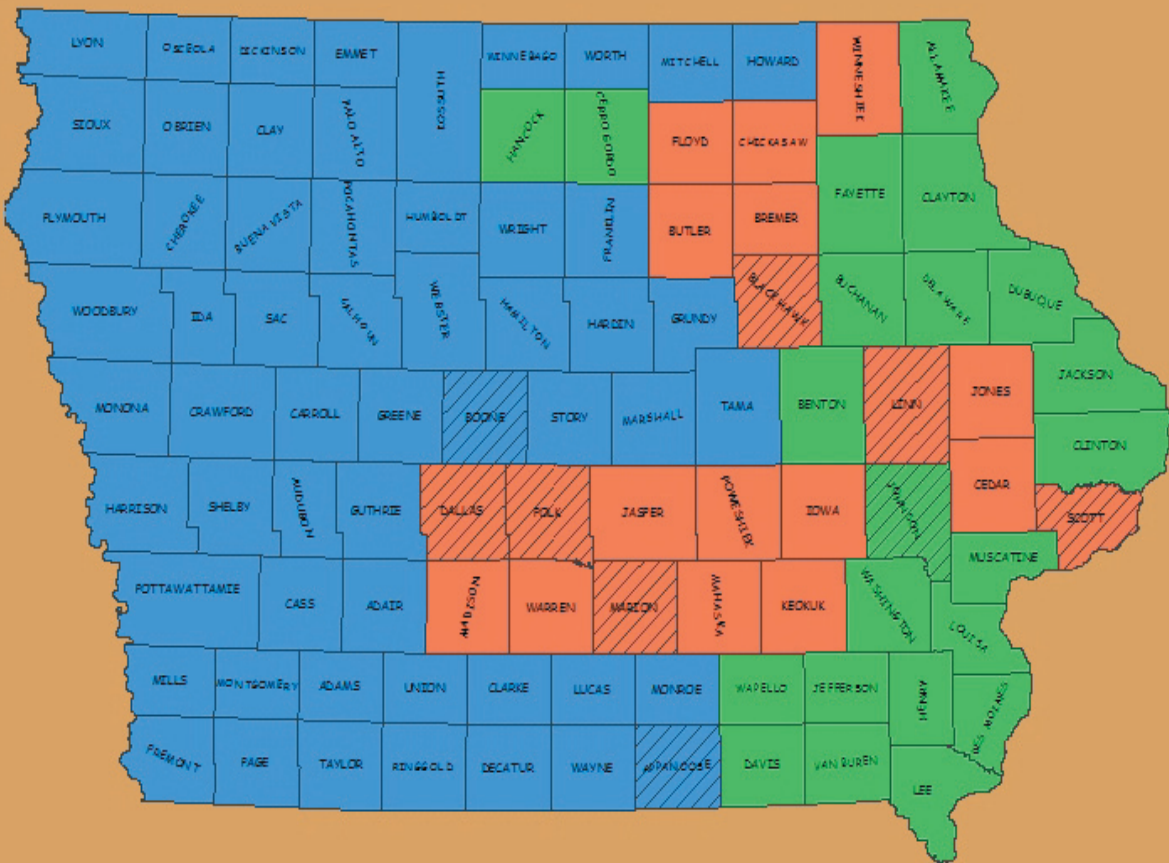 LYON
OSCEOLA
DICKINSON
EMMET
KOSSUTH
WINNEBAGO
WORTH
MITCHELL
HOWARD
WINNESHIEK
ALLAMAKEE
SIOUX
O BRIEN
CLAY
PALO ALTO
HANCOCK
CERRO GORDO
FLOYD
CHICKASAW
PLYMOUTH
CHEROKEE
BUENA VISTA
POCAHONTAS
HUMBOLDT
WRIGHT
FRANKLIN
BUTLER
BREMER
FAYETTE
CLAYTON
WOODBURY
IDA
SAC
CALHOUN
WEBSTER
HAMILTON
HARDIN
GRUNDY
BLACKHAWK
BUCHANAN
DELAWARE
DUBUQUE
MONONA
CRAWFORD
CARROLL
GREENE
BOONE
STORY
MARSHALL
TAMA
BENTON
LINN
JONES
JACKSON
CLINTON
HARRISON
SHELBY
AUDUBON
GUTHRIE
DALLAS
POLK
JASPER
POWESHIEK
IOWA
JOHNSON
CEDAR
SCOTT
MUSCATINE
POTTAWATTAMIE
CASS
ADAIR
MADISON
WARREN
MARION
MAHASKA
KEOKUK
WASHINGTON
LOUISA
MILLS
MONTGOMERY
ADAMS
UNION
CLARKE
LUCAS
MONROE
WAPELLO
JEFFERSON
HENRY
DES MOINES
FREMONT
PAGE
TAYLOR
RINGGOLD
DECATUR
WAYNE
APPANOOSE
DAVIS
VAN BUREN
LEE